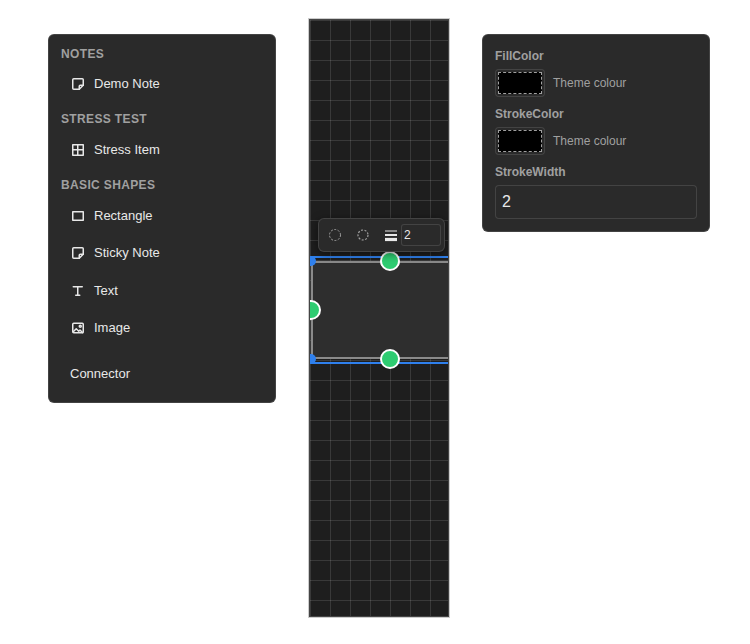 NOTES
Demo Note
STRESS TEST
Stress Item
BASIC SHAPES
Rectangle
Sticky Note
Text
Image
Connector
2
FillColor
Theme colour
StrokeColor
Theme colour
StrokeWidth
2